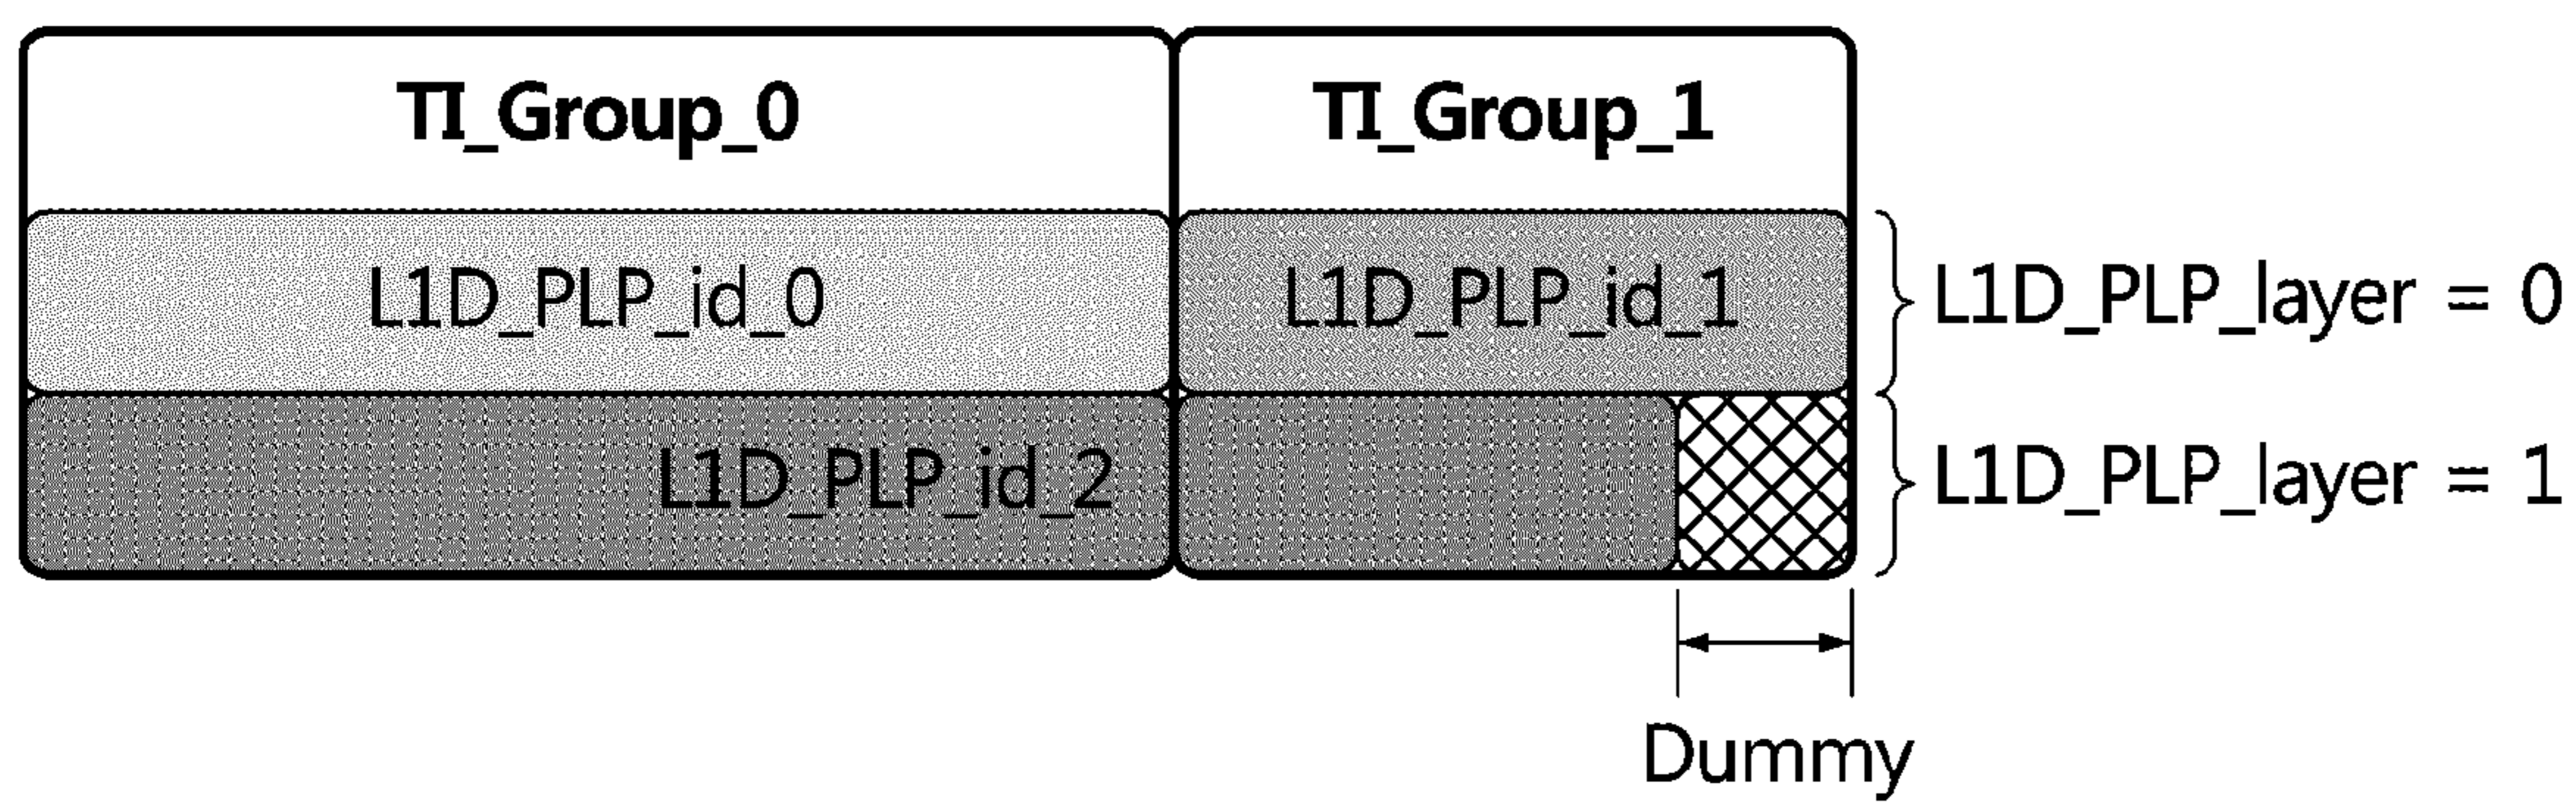 TI_Group_0 TI_Group_1
L1D_PLP_id_0 L1D_PLP_id_1 L1D_PLP_layer = 0
L1D_PLP_id_2 L1D_PLP_layer = 1
Dummy